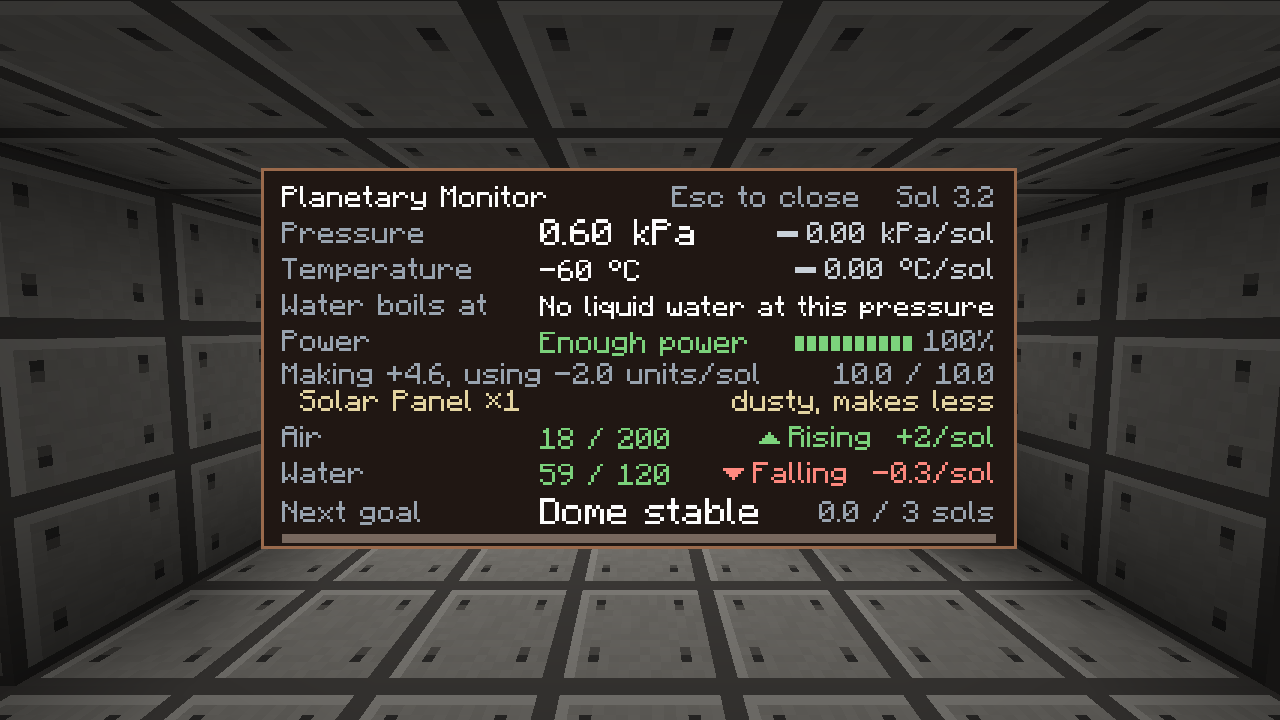 Planetary Monitor Esc to close Sol 3.2
Pressure 0.60 kPa 0.00 kPa/sol
Temperature -60 °C 0.00 °C/sol
Water boils at No liquid water at this pressure
Power Enough power 100%
Making +4.6, using -2.0 units/sol 10.0 / 10.0
Solar Panel ×1 dusty, makes less
Air 18 / 200 Rising +2/sol
Water 59 / 120 Falling -0.3/sol
Next goal Dome stable 0.0 / 3 sols